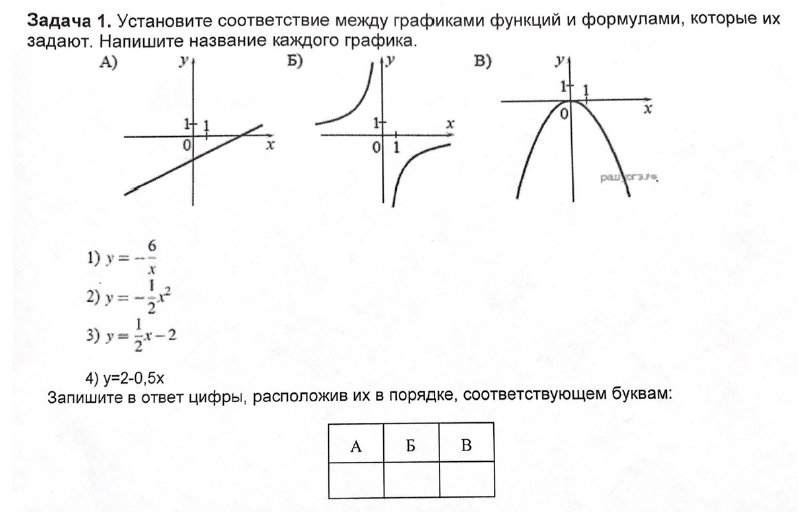 Задача 1. Установите соответствие между графиками функций и формулами, которые их
задают. Напишите название каждого графика.
А) y 1 1 0 x
Б) y 1 x 0 1
В) y 1 1 0 x
1) y = -6/x
2) y = -1/2x²
3) y = 1/2x - 2
4) y=2-0,5x
Запишите в ответ цифры, расположив их в порядке, соответствующем буквам:
А Б В